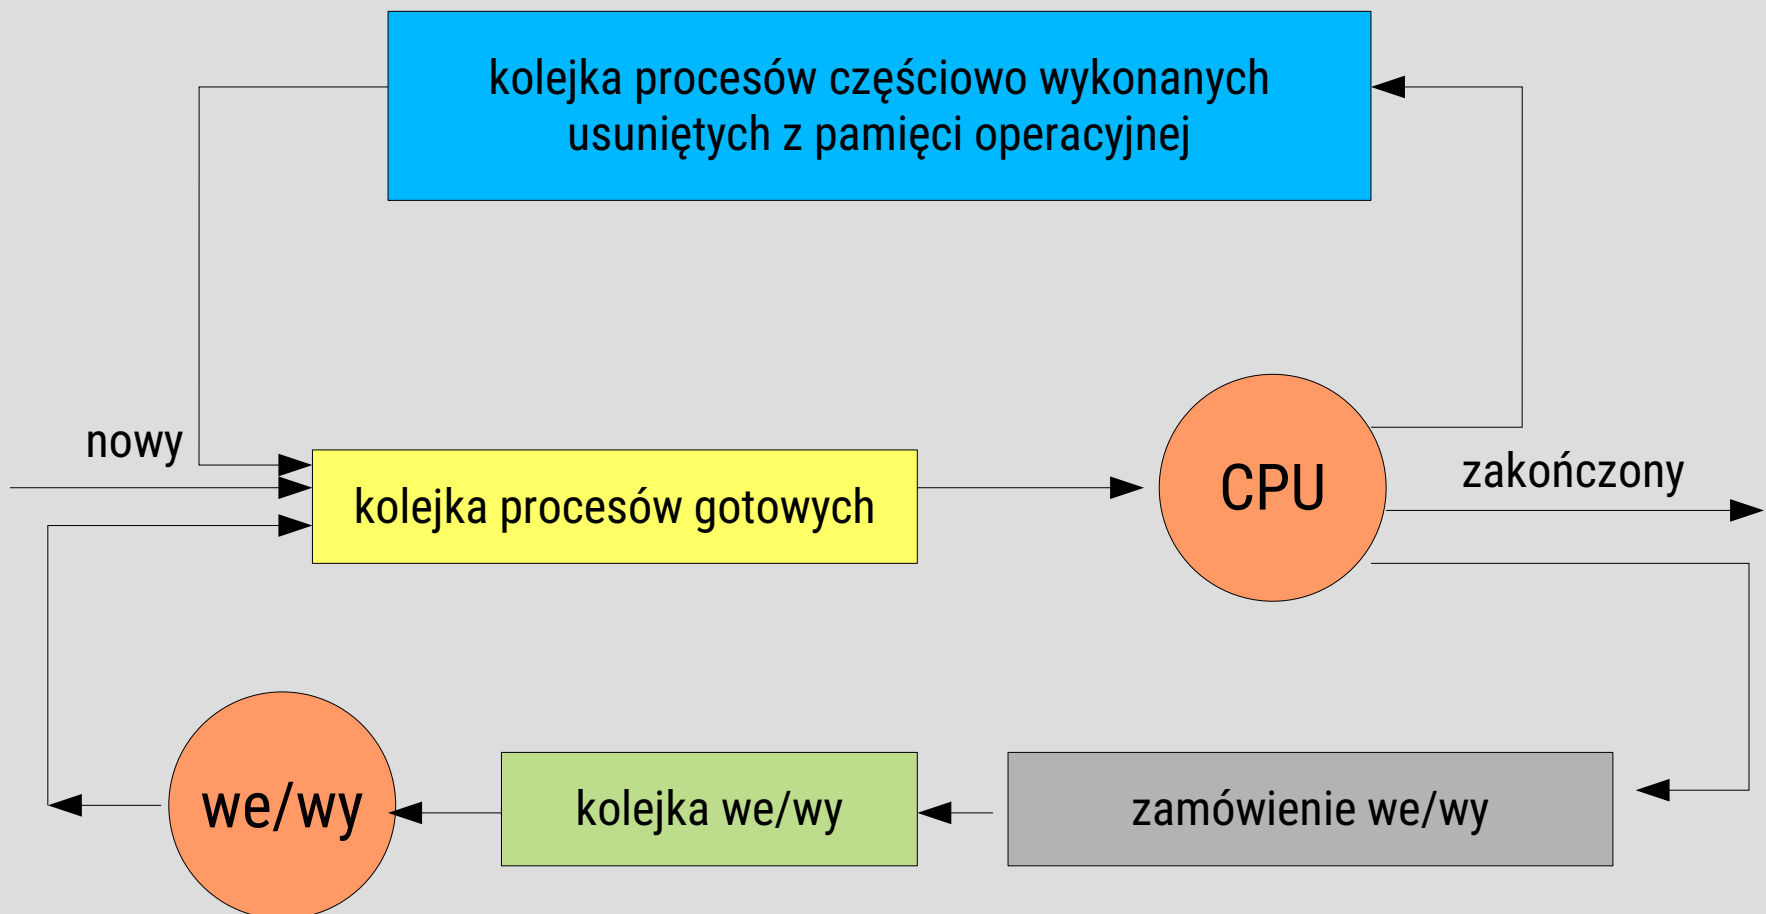 kolejka procesów częściowo wykonanych
usuniętych z pamięci operacyjnej
nowy
kolejka procesów gotowych
CPU
zakończony
we/wy
kolejka we/wy
zamówienie we/wy